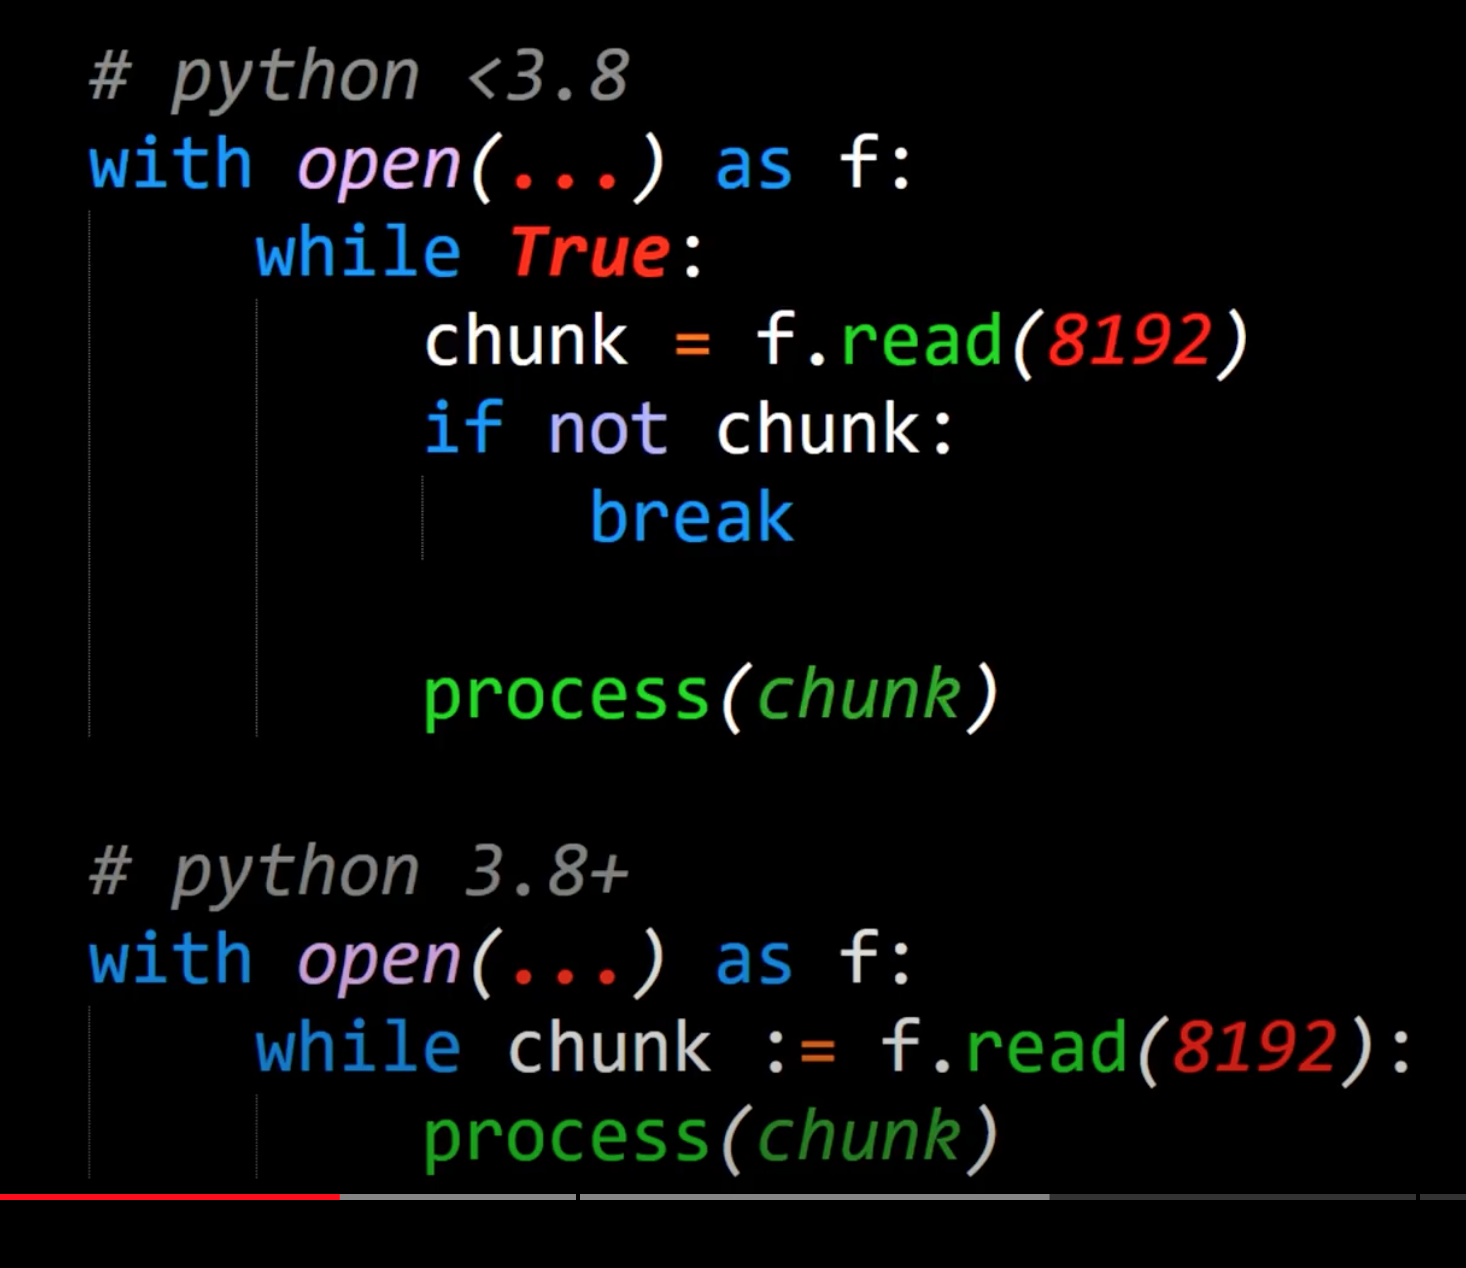 # python <3.8
with open(...) as f:
    while True:
        chunk = f.read(8192)
        if not chunk:
            break
        process(chunk)
# python 3.8+
with open(...) as f:
    while chunk := f.read(8192):
        process(chunk)